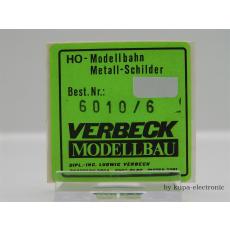 HO-Modellbahn
Metall-Schilder
Best.Nr.:
6010/6
VERBECK
MODELLBAU
DIPL.-ING. LUDWIG VERBECK
by kupa-electronic